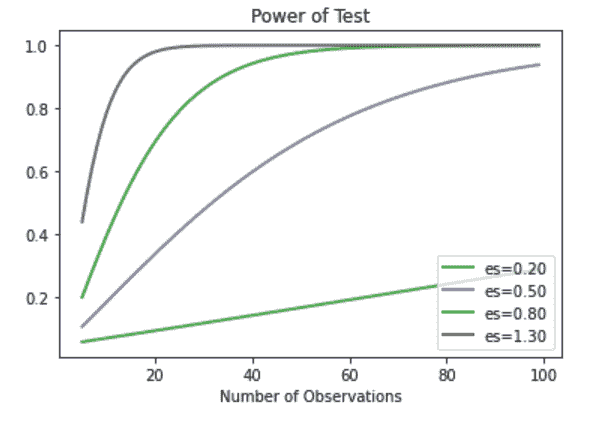 Power of Test
1.0
0.8
0.6
0.4
0.2
es=0.20
es=0.50
es=0.80
es=1.30
20 40 60 80 100
Number of Observations